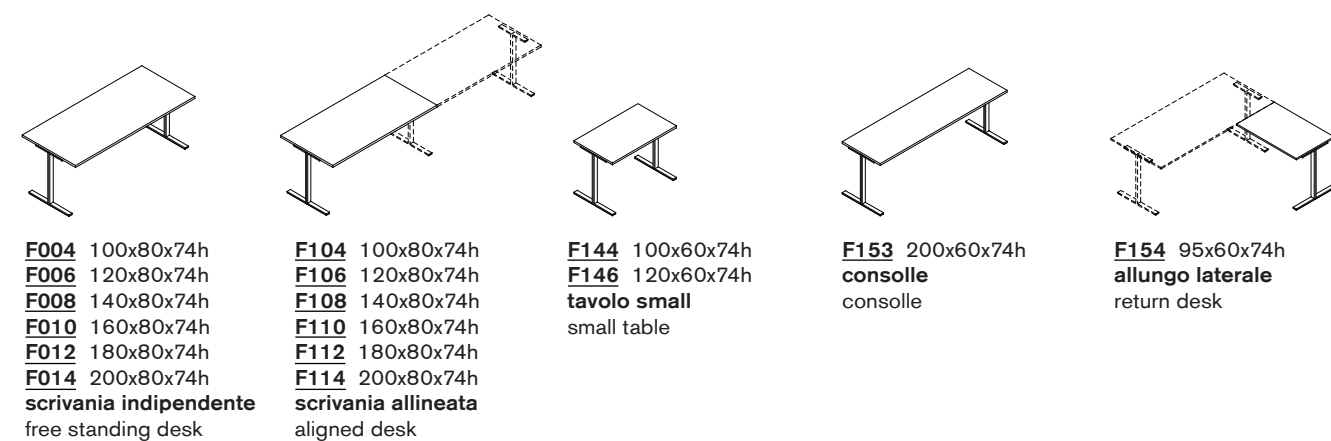 F004 100x80x74h
F006 120x80x74h
F008 140x80x74h
F010 160x80x74h
F012 180x80x74h
F014 200x80x74h
scrivania indipendente
free standing desk
F104 100x80x74h
F106 120x80x74h
F108 140x80x74h
F110 160x80x74h
F112 180x80x74h
F114 200x80x74h
scrivania allineata
aligned desk
F144 100x60x74h
F146 120x60x74h
tavolo small
small table
F153 200x60x74h
consolle
consolle
F154 95x60x74h
allungo laterale
return desk